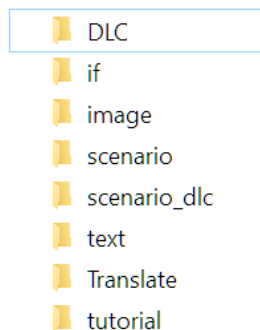 DLC
if
image
scenario
scenario_dlc
text
Translate
tutorial